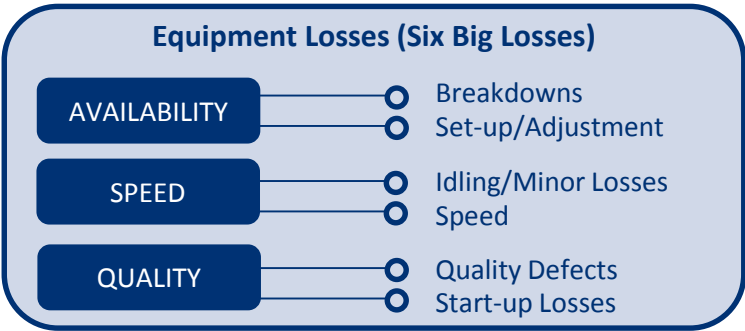 Equipment Losses (Six Big Losses)
AVAILABILITY
Breakdowns
Set-up/Adjustment
SPEED
Idling/Minor Losses
Speed
QUALITY
Quality Defects
Start-up Losses